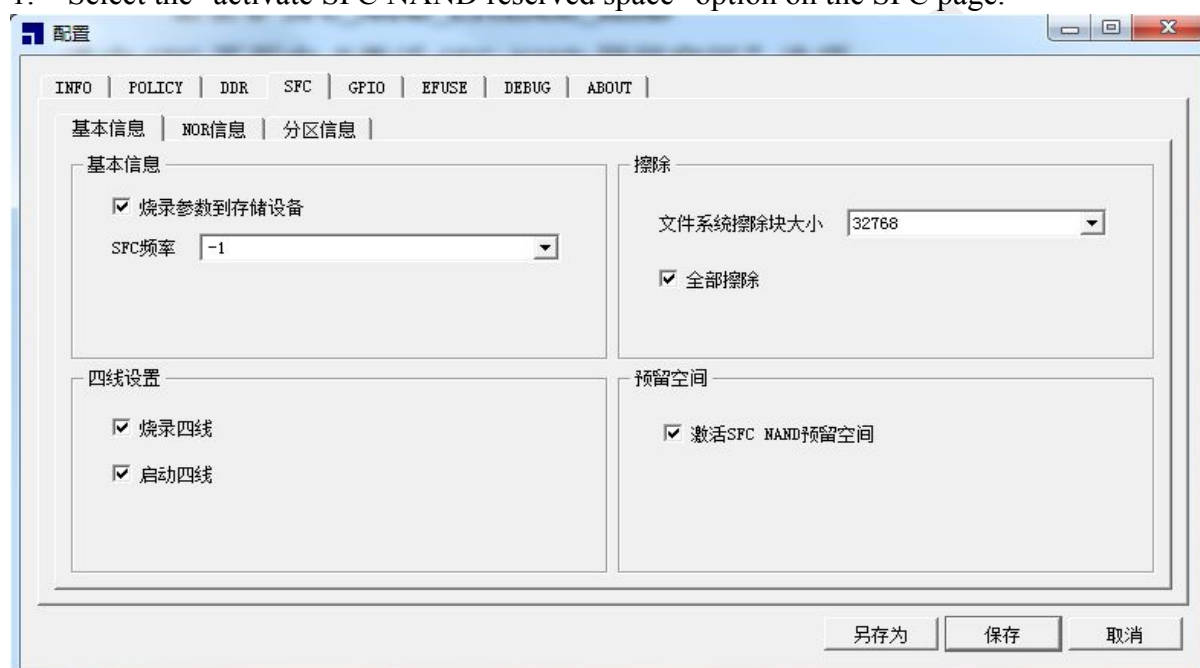 1. Select the "activate SFC NAND reserved space" option on the SFC page.
配置
INFO POLICY DDR SFC GPIO EFUSE DEBUG ABOUT
基本信息 NOR信息 分区信息
基本信息
烧录参数到存储设备
SFC频率 -1
擦除
文件系统擦除块大小 32768
全部擦除
四线设置
烧录四线
启动四线
预留空间
激活SFC NAND预留空间
另存为 保存 取消